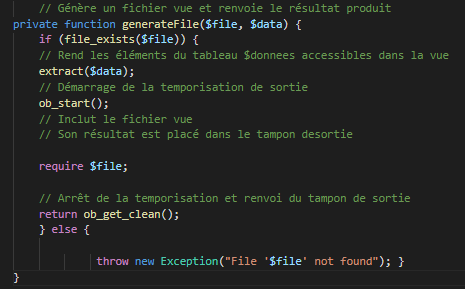 // Génère un fichier vue et renvoie le résultat produit
private function generateFile($file, $data) {
if (file_exists($file)) {
// Rend les éléments du tableau $donnees accessibles dans la vue
extract($data);
// Démarrage de la temporisation de sortie
ob_start();
// Inclut le fichier vue
// Son résultat est placé dans le tampon desortie
require $file;
// Arrêt de la temporisation et renvoi du tampon de sortie
return ob_get_clean();
} else {
throw new Exception("File '$file' not found"); }
}